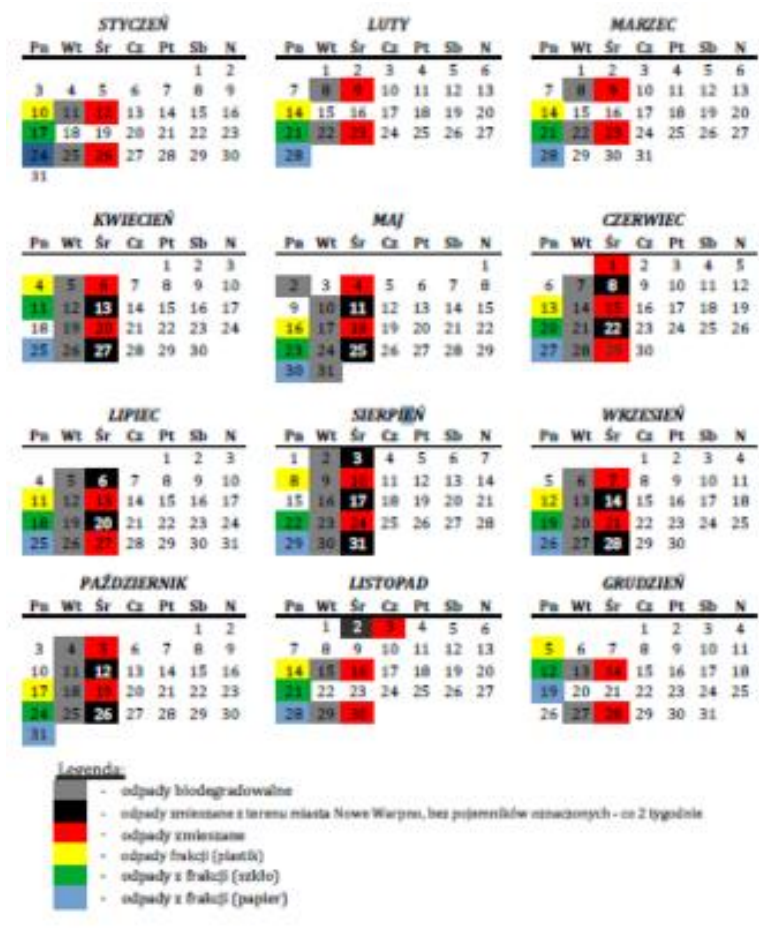 STYCZEŃ LUTY MARZEC
Pn Wt Śr Cz Pt Sb N Pn Wt Śr Cz Pt Sb N Pn Wt Śr Cz Pt Sb N
1 2 1 2 3 4 5 6 1 2 3 4 5 6
3 4 5 6 7 8 9 7 8 9 10 11 12 13 7 8 9 10 11 12 13
10 11 12 13 14 15 16 14 15 16 17 18 19 20 14 15 16 17 18 19 20
17 18 19 20 21 22 23 21 22 23 24 25 26 27 21 22 23 24 25 26 27
24 25 26 27 28 29 30 28 28 29 30 31
31
KWIECIEŃ MAJ CZERWIEC
Pn Wt Śr Cz Pt Sb N Pn Wt Śr Cz Pt Sb N Pn Wt Śr Cz Pt Sb N
1 2 3 1 1 2 3 4 5
4 5 6 7 8 9 10 2 3 4 5 6 7 8 6 7 8 9 10 11 12
11 12 13 14 15 16 17 9 10 11 12 13 14 15 13 14 15 16 17 18 19
18 19 20 21 22 23 24 16 17 18 19 20 21 22 20 21 22 23 24 25 26
25 26 27 28 29 30 23 24 25 26 27 28 29 27 28 29 30
30 31
LIPIEC SIERPIEŃ WRZESIEŃ
Pn Wt Śr Cz Pt Sb N Pn Wt Śr Cz Pt Sb N Pn Wt Śr Cz Pt Sb N
1 2 3 1 2 3 4 5 6 7 1 2 3 4
4 5 6 7 8 9 10 8 9 10 11 12 13 14 5 6 7 8 9 10 11
11 12 13 14 15 16 17 15 16 17 18 19 20 21 12 13 14 15 16 17 18
18 19 20 21 22 23 24 22 23 24 25 26 27 28 19 20 21 22 23 24 25
25 26 27 28 29 30 31 29 30 31 26 27 28 29 30
PAŹDZIERNIK LISTOPAD GRUDZIEŃ
Pn Wt Śr Cz Pt Sb N Pn Wt Śr Cz Pt Sb N Pn Wt Śr Cz Pt Sb N
1 2 1 2 3 4 5 6 1 2 3 4
3 4 5 6 7 8 9 7 8 9 10 11 12 13 5 6 7 8 9 10 11
10 11 12 13 14 15 16 14 15 16 17 18 19 20 12 13 14 15 16 17 18
17 18 19 20 21 22 23 21 22 23 24 25 26 27 19 20 21 22 23 24 25
24 25 26 27 28 29 30 28 29 30 26 27 28 29 30 31
31
Legenda:
- odpady biodegradowalne
- odpady zmieszane z terenu miasta Nowe Warpno, bez pojemników oznaczonych - co 2 tygodnie
- odpady zmieszane
- odpady frakcji (plastik)
- odpady z frakcji (szkło)
- odpady z frakcji (papier)